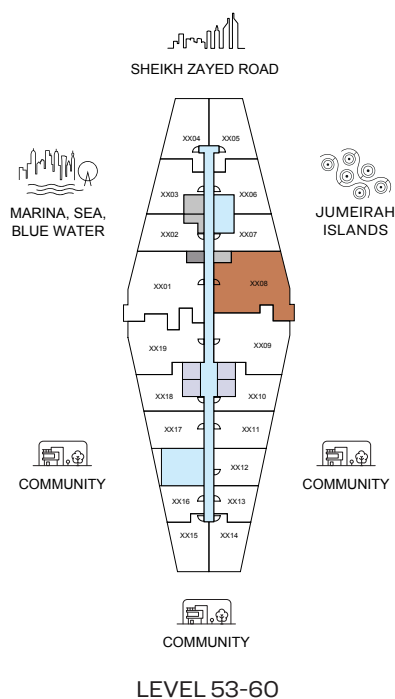 SHEIKH ZAYED ROAD
XX04 XX05
MARINA, SEA,
BLUE WATER
JUMEIRAH
ISLANDS
XX03 XX06
XX02 XX07
XX01 XX08
XX19 XX09
XX18 XX10
XX17 XX11
XX12
XX16 XX13
XX15 XX14
COMMUNITY
COMMUNITY
COMMUNITY
LEVEL 53-60